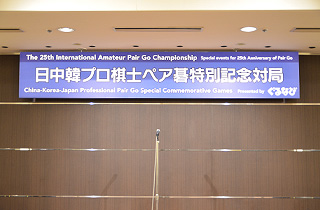 The 25th International Amateur Pair Go Championship Special events for 25th Anniversary of Pair Go
日中韓プロ棋士ペア碁特別記念対局
China-Korea-Japan Professional Pair Go Special Commemorative Games Presented by ぐるなび